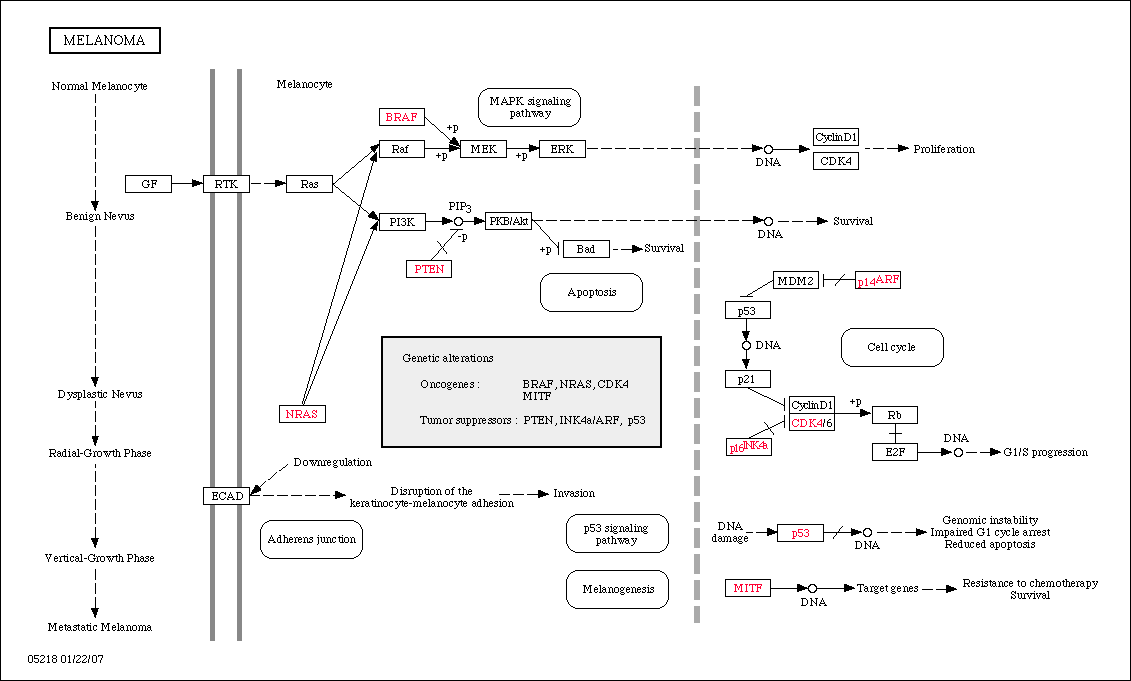 MELANOMA
Normal Melanocyte
Melanocyte
BRAF
MAPK signaling
pathway
+p
Raf
+p
MEK
+p
ERK
DNA
CyclinD1
CDK4
Proliferation
GF
RTK
Ras
Benign Nevus
PI3K
PIP3
-p
PKB/Akt
DNA
Survival
+p
Bad
Survival
PTEN
Apoptosis
MDM2
p14ARF
p53
DNA
Cell cycle
p21
Genetic alterations
Oncogenes : BRAF, NRAS, CDK4
MITF
Tumor suppressors : PTEN, INK4a/ARF, p53
Dysplastic Nevus
NRAS
CyclinD1
CDK4/6
+p
Rb
p16INK4a
E2F
DNA
G1/S progression
Radial-Growth Phase
Downregulation
ECAD
Disruption of the
keratinocyte-melanocyte adhesion
Invasion
Adherens junction
p53 signaling
pathway
DNA
damage
p53
DNA
Genomic instability
Impaired G1 cycle arrest
Reduced apoptosis
Vertical-Growth Phase
Melanogenesis
MITF
DNA
Target genes
Resistance to chemotherapy
Survival
Metastatic Melanoma
05218 01/22/07